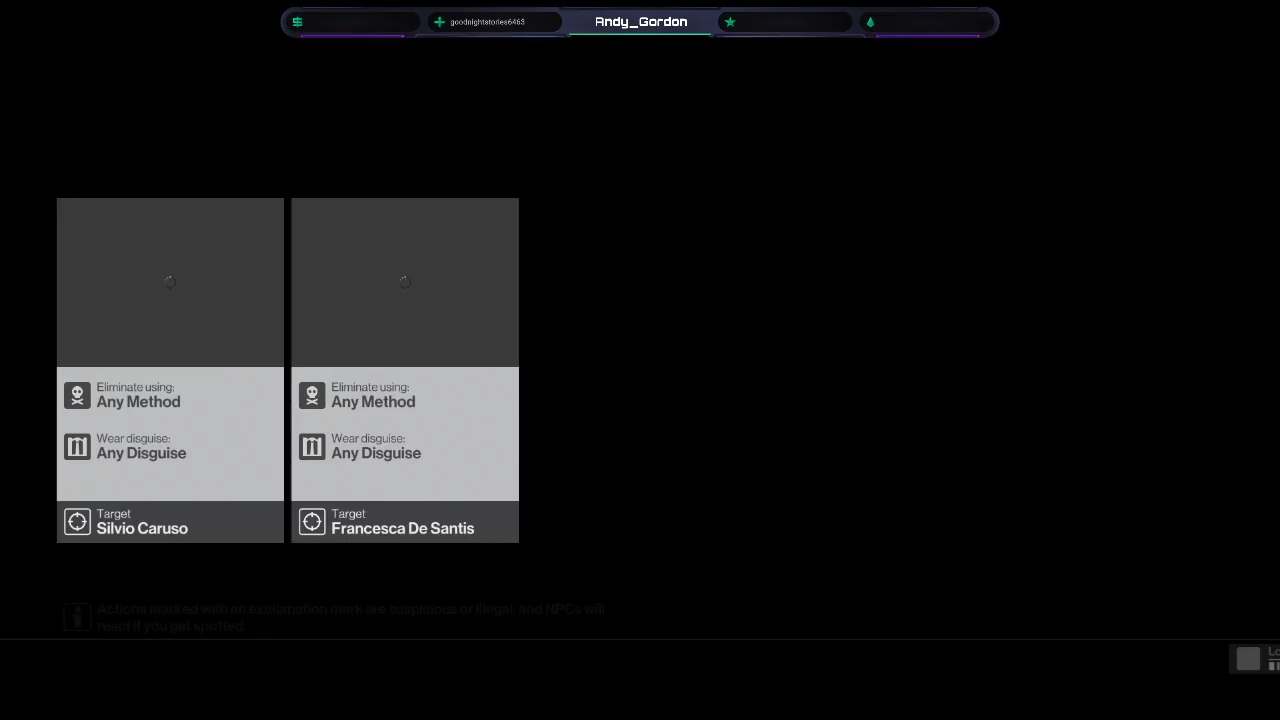 goodnightstories6463
Andy_Gordon
Eliminate using:
Any Method
Wear disguise:
Any Disguise
Target
Silvio Caruso
Eliminate using:
Any Method
Wear disguise:
Any Disguise
Target
Francesca De Santis
Actions marked with an exclamation mark are suspicious or illegal, and NPCs will
react if you get spotted.